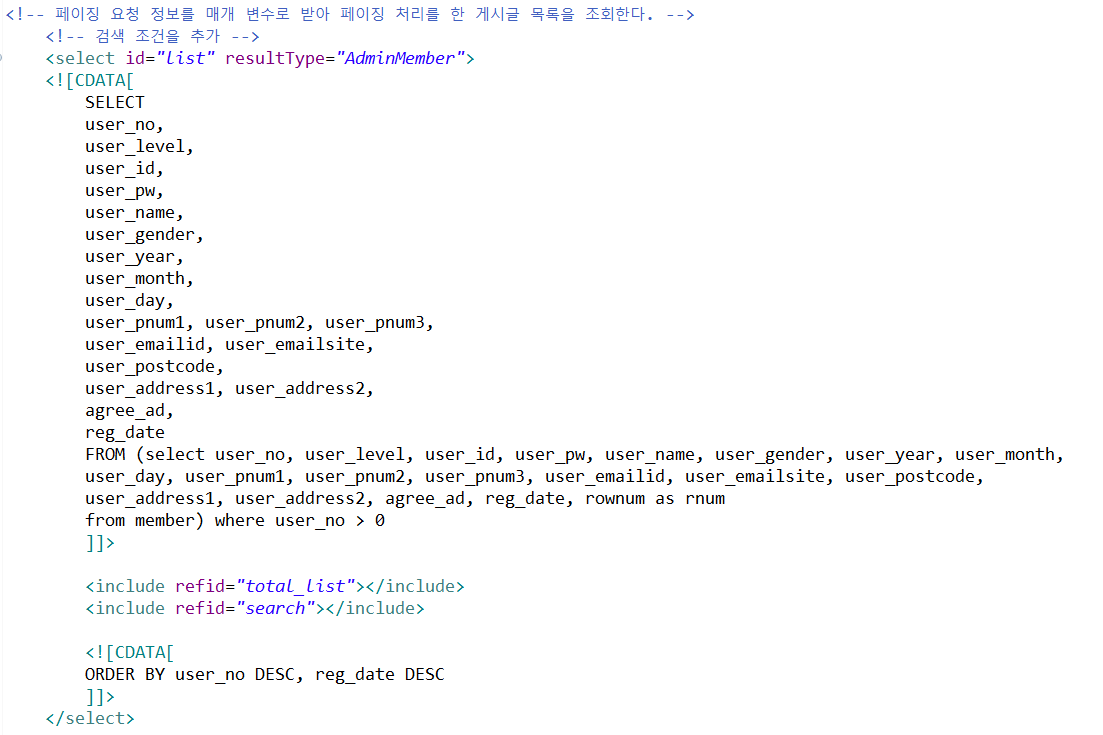 <!-- 페이징 요청 정보를 매개 변수로 받아 페이징 처리를 한 게시글 목록을 조회한다. -->
<!-- 검색 조건을 추가 -->
<select id="list" resultType="AdminMember">
<![CDATA[
SELECT
user_no,
user_level,
user_id,
user_pw,
user_name,
user_gender,
user_year,
user_month,
user_day,
user_pnum1, user_pnum2, user_pnum3,
user_emailid, user_emailsite,
user_postcode,
user_address1, user_address2,
agree_ad,
reg_date
FROM (select user_no, user_level, user_id, user_pw, user_name, user_gender, user_year, user_month,
user_day, user_pnum1, user_pnum2, user_pnum3, user_emailid, user_emailsite, user_postcode,
user_address1, user_address2, agree_ad, reg_date, rownum as rnum
from member) where user_no > 0
]]>
<include refid="total_list"></include>
<include refid="search"></include>
<![CDATA[
ORDER BY user_no DESC, reg_date DESC
]]>
</select>